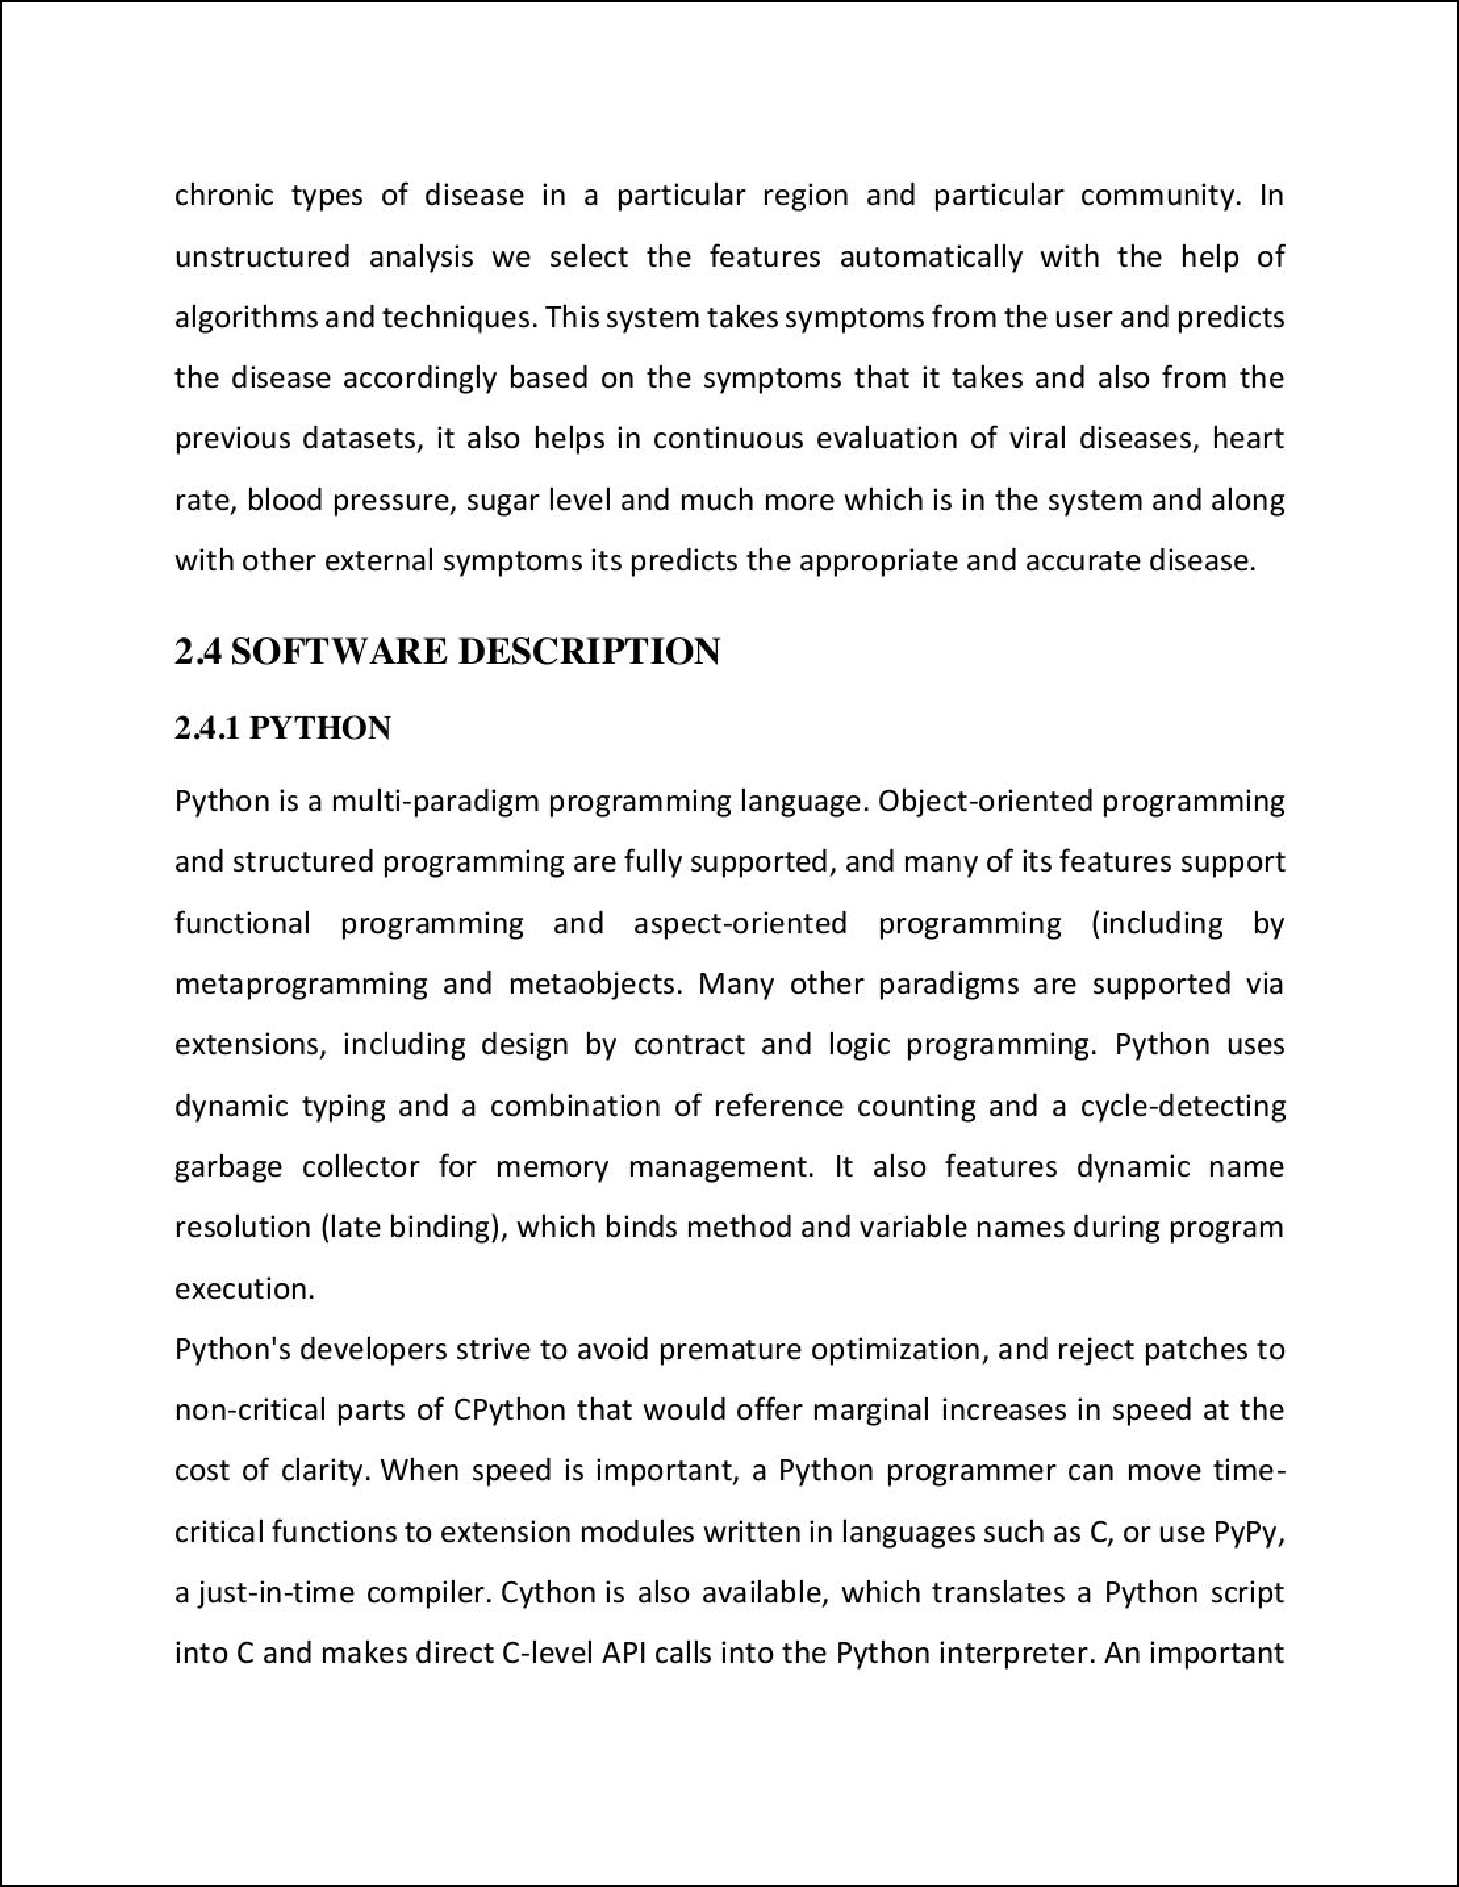 chronic types of disease in a particular region and particular community. In
unstructured analysis we select the features automatically with the help of
algorithms and techniques. This system takes symptoms from the user and predicts
the disease accordingly based on the symptoms that it takes and also from the
previous datasets, it also helps in continuous evaluation of viral diseases, heart
rate, blood pressure, sugar level and much more which is in the system and along
with other external symptoms its predicts the appropriate and accurate disease.
2.4 SOFTWARE DESCRIPTION
2.4.1 PYTHON
Python is a multi-paradigm programming language. Object-oriented programming
and structured programming are fully supported, and many of its features support
functional programming and aspect-oriented programming (including by
metaprogramming and metaobjects. Many other paradigms are supported via
extensions, including design by contract and logic programming. Python uses
dynamic typing and a combination of reference counting and a cycle-detecting
garbage collector for memory management. It also features dynamic name
resolution (late binding), which binds method and variable names during program
execution.
Python's developers strive to avoid premature optimization, and reject patches to
non-critical parts of CPython that would offer marginal increases in speed at the
cost of clarity. When speed is important, a Python programmer can move time-
critical functions to extension modules written in languages such as C, or use PyPy,
a just-in-time compiler. Cython is also available, which translates a Python script
into C and makes direct C-level API calls into the Python interpreter. An important